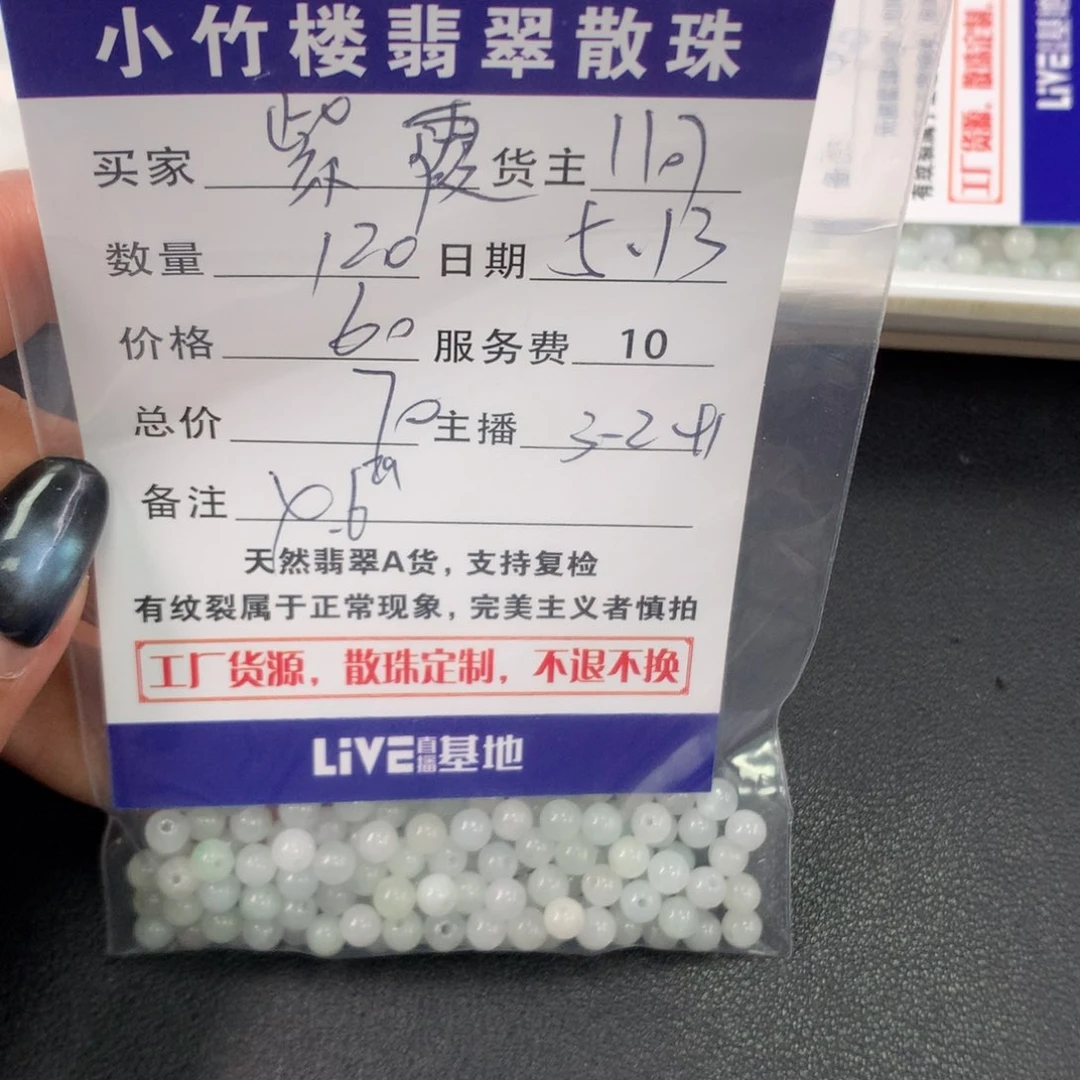 小竹楼翡翠散珠
买家 紫霞 货主 110
数量 120 日期 5.13
价格 60 服务费 10
总价 70 主播 3-2
备注
天然翡翠A货，支持复检
有纹裂属于正常现象，完美主义者慎拍
工厂货源，散珠定制，不退不换
LiVE直播基地